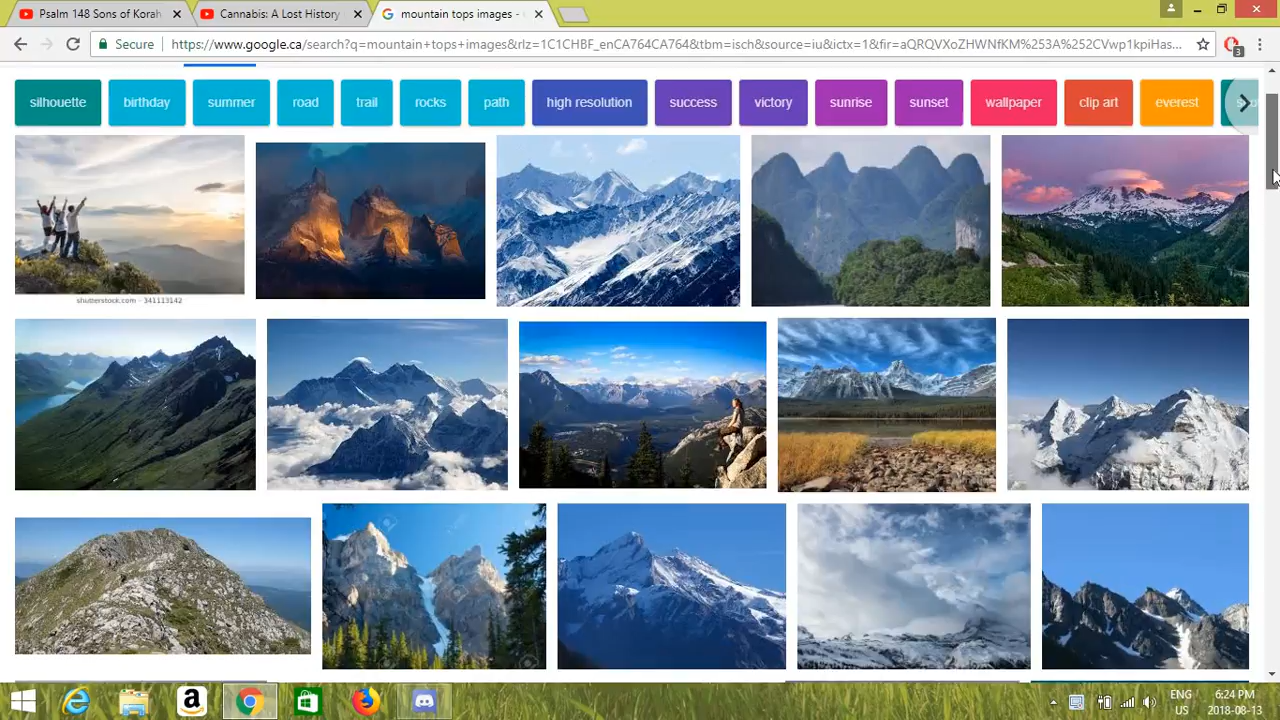 Psalm 148 Sons of Korah
Cannabis: A Lost History
mountain tops images -
Secure
https://www.google.ca/search?q=mountain+tops+images&rlz=1C1CHBF_enCA764CA764&tbm=isch&source=iu&ictx=1&fir=aQRQVXoZHWNfKM%253A%252CVwp1kpiHas...
3
silhouette
birthday
summer
road
trail
rocks
path
high resolution
success
victory
sunrise
sunset
wallpaper
clip art
everest
shutterstock.com - 341113142
ENG
US
6:24 PM
2018-08-13